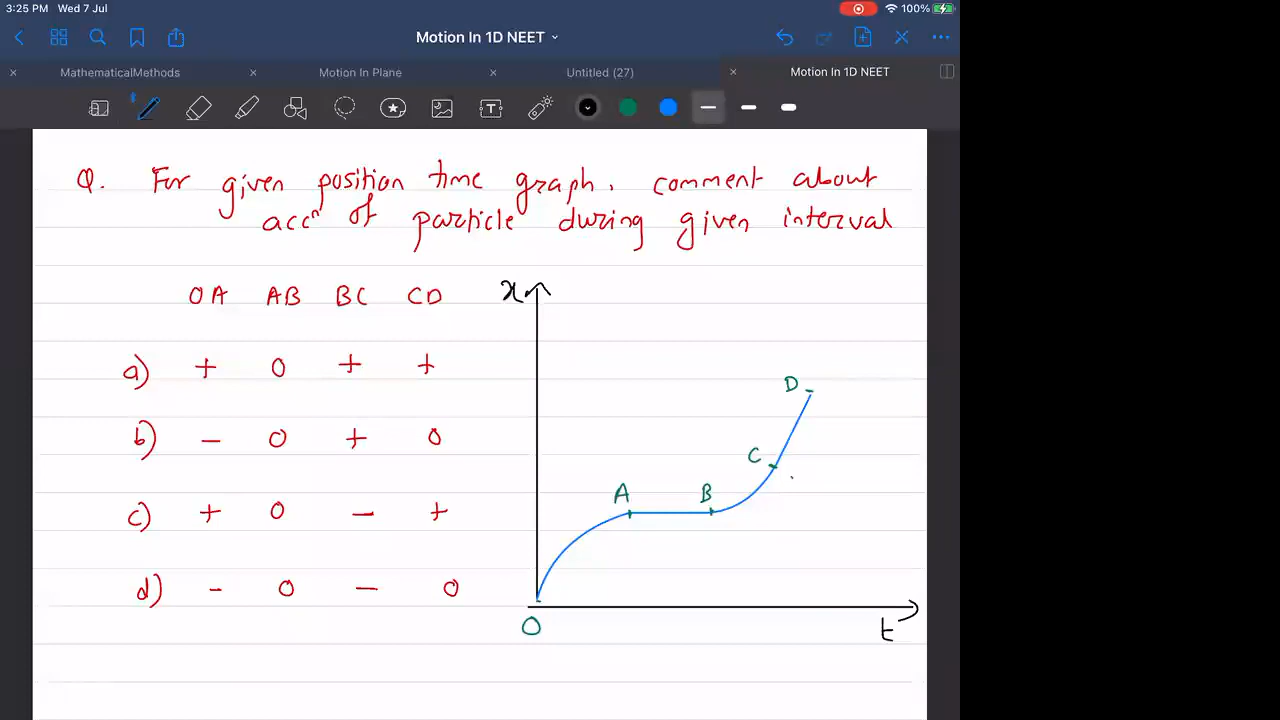 3:25 PM Wed 7 Jul
100%
Motion In 1D NEET
MathematicalMethods
Motion In Plane
Untitled (27)
Motion In 1D NEET
Q. For given position time graph. comment about
accⁿ of particle during given interval
OA AB BC CD
a) + 0 + +
b) - 0 + 0
c) + 0 - +
d) - 0 - 0
x
D
C
A B
O
t